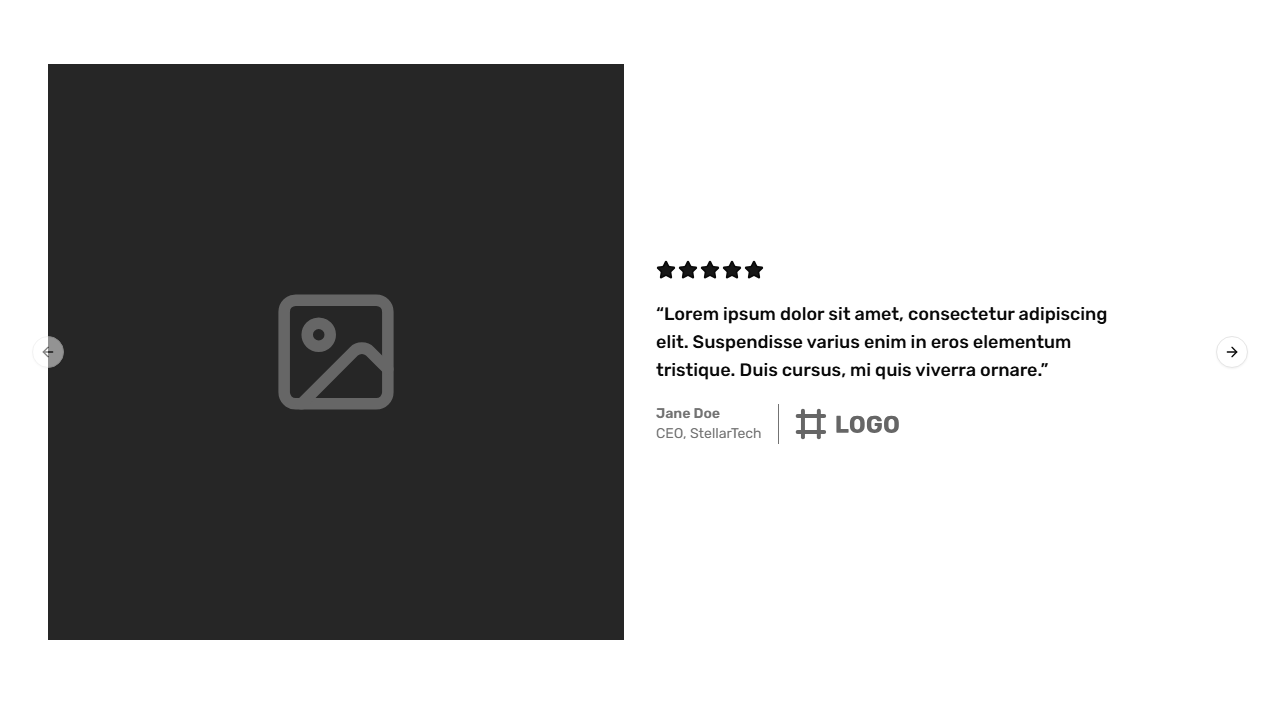 “Lorem ipsum dolor sit amet, consectetur adipiscing
elit. Suspendisse varius enim in eros elementum
tristique. Duis cursus, mi quis viverra ornare.”
Jane Doe
CEO, StellarTech
LOGO